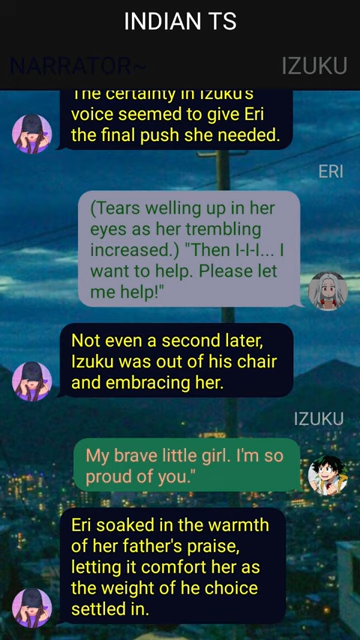 INDIAN TS
NARRATOR~
IZUKU
The certainty in Izuku's
voice seemed to give Eri
the final push she needed.
ERI
(Tears welling up in her
eyes as her trembling
increased.) "Then I-I-I... I
want to help. Please let
me help!"
Not even a second later,
Izuku was out of his chair
and embracing her.
IZUKU
My brave little girl. I'm so
proud of you."
Eri soaked in the warmth
of her father's praise,
letting it comfort her as
the weight of he choice
settled in.